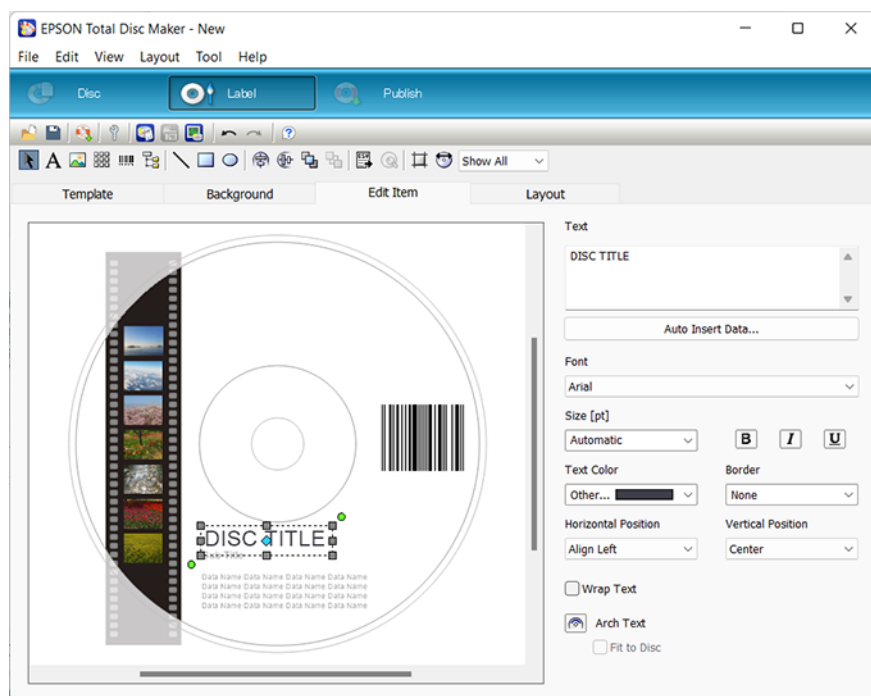 EPSON Total Disc Maker - New
File Edit View Layout Tool Help
Disc Label Publish
Show All
Template Background Edit Item Layout
Text
DISC TITLE
Auto Insert Data...
Font
Arial
Size [pt]
Automatic B I U
Text Color Border
Other... None
Horizontal Position Vertical Position
Align Left Center
Wrap Text
Arch Text
Fit to Disc
DISC TITLE
Sub Title
Data Name Data Name Data Name Data Name
Data Name Data Name Data Name Data Name
Data Name Data Name Data Name Data Name
Data Name Data Name Data Name Data Name